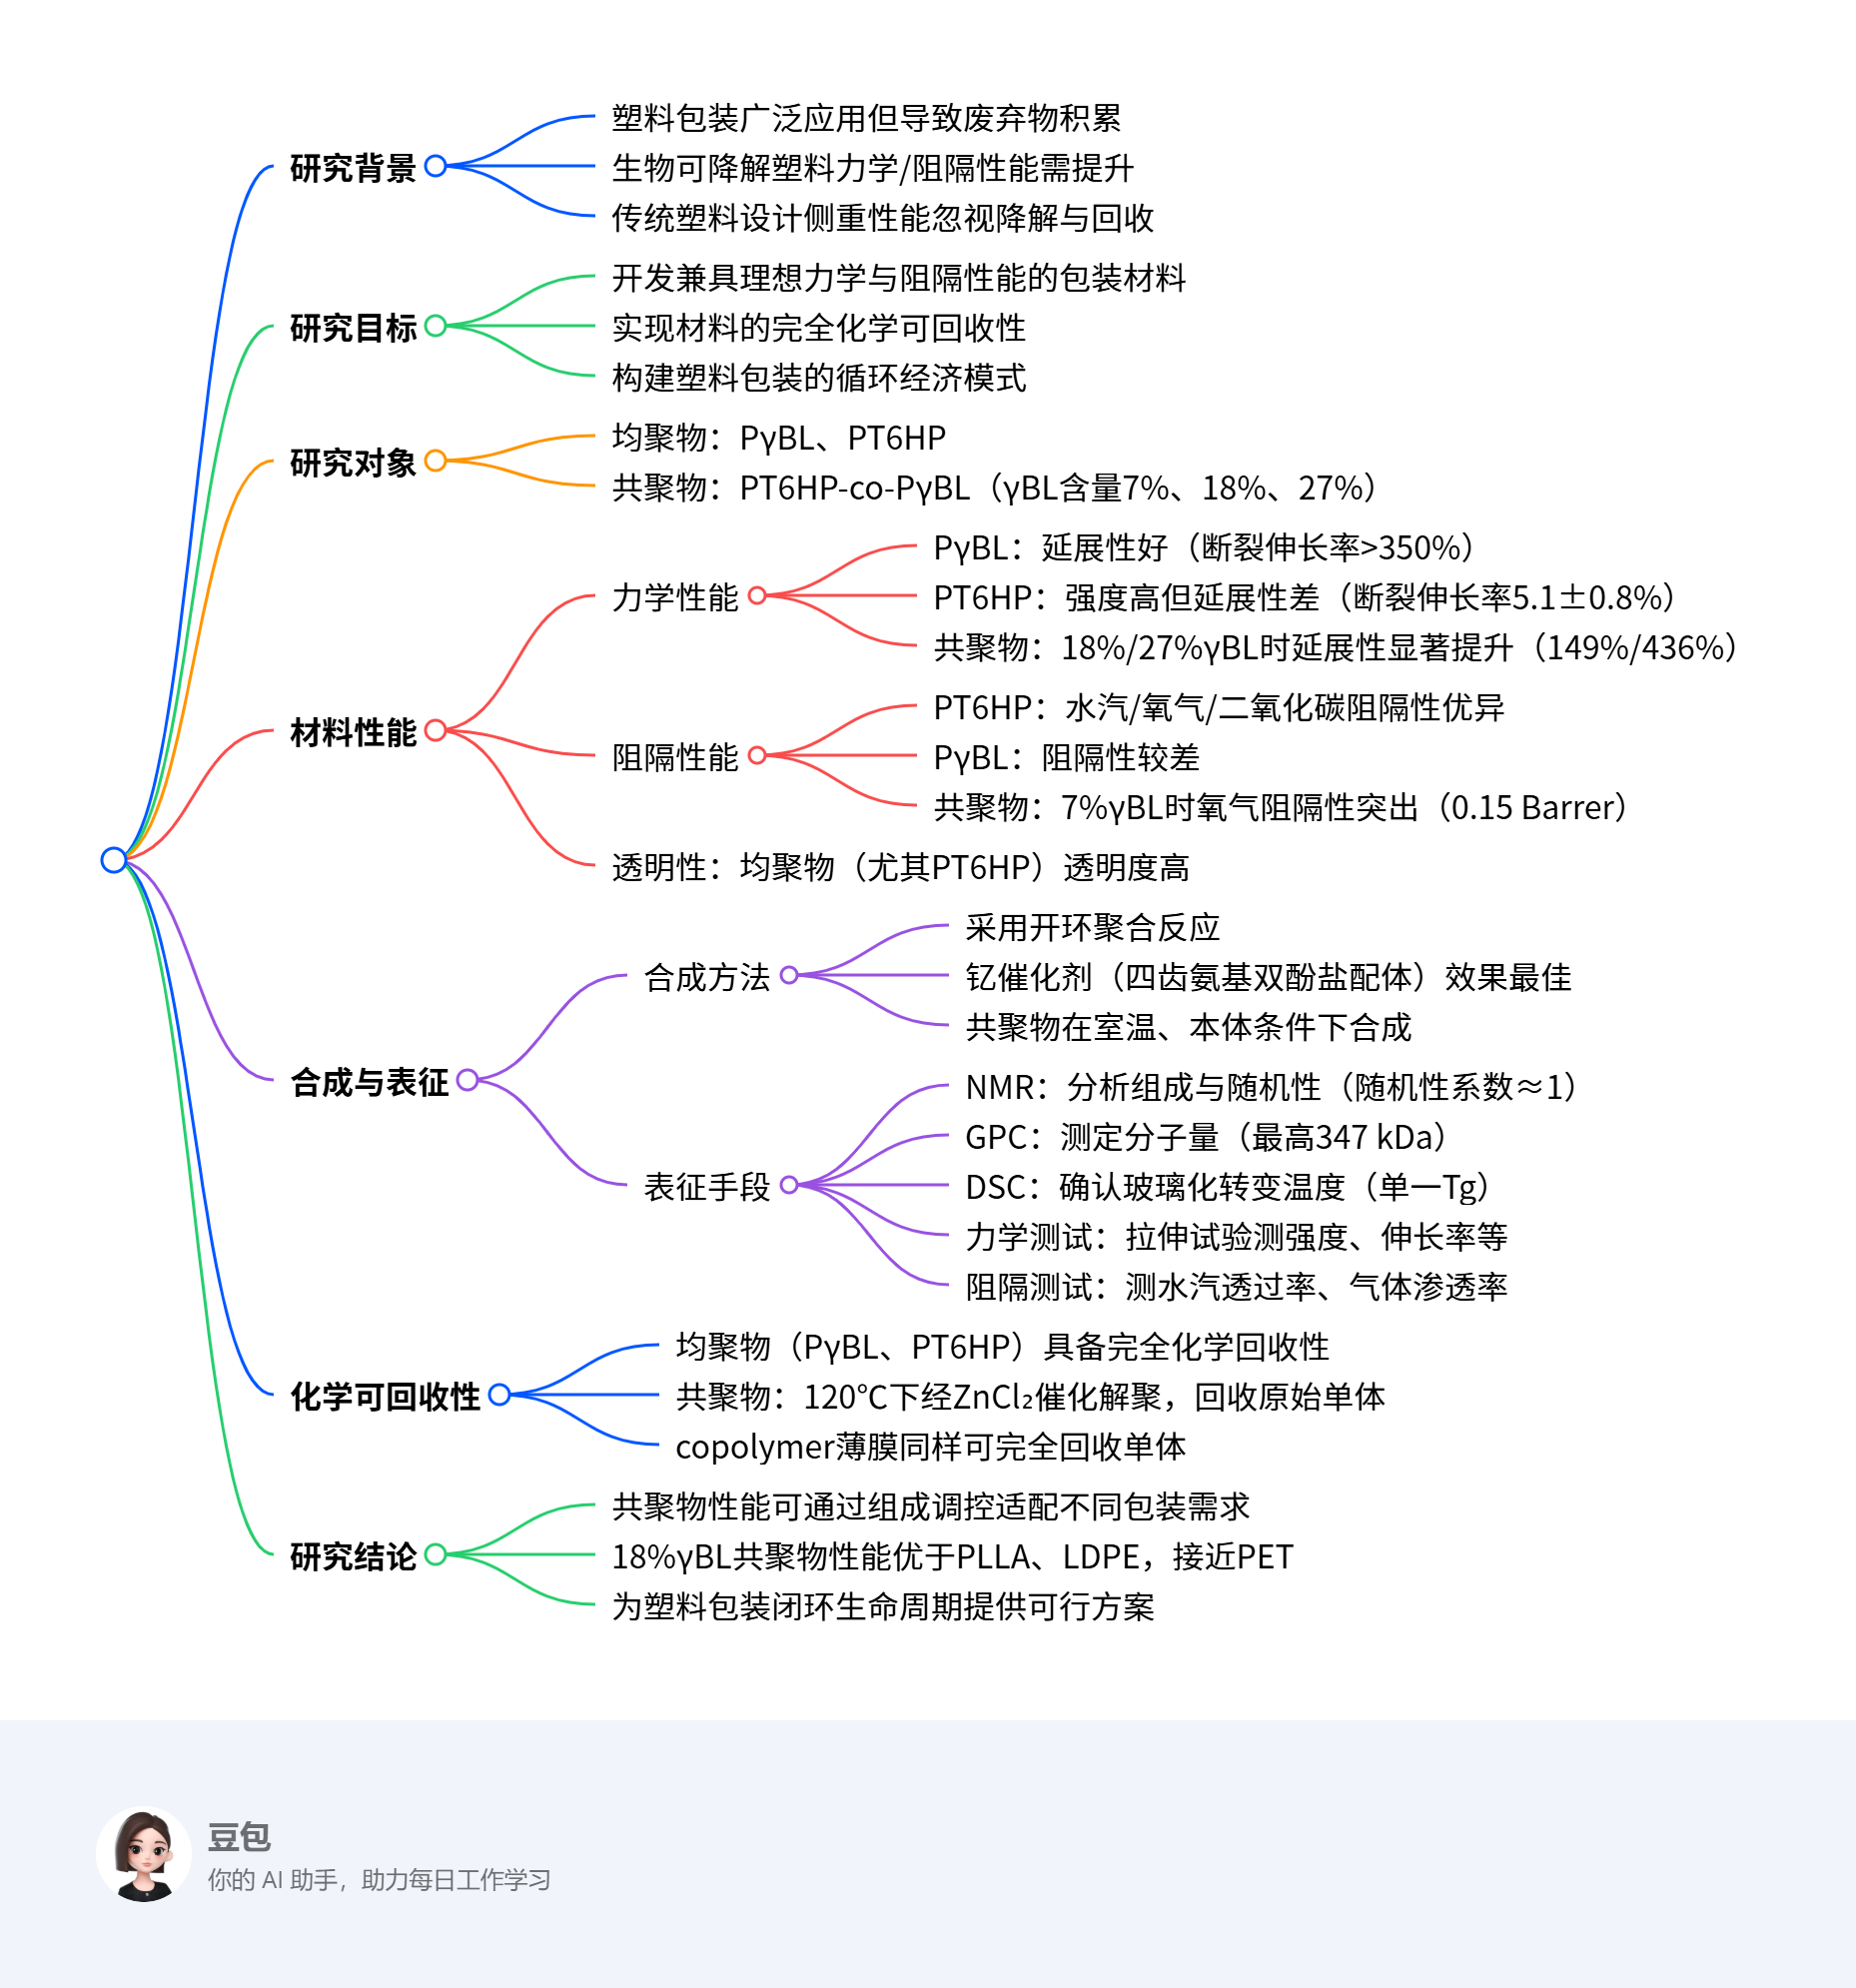 研究背景
塑料包装广泛应用但导致废弃物积累
生物可降解塑料力学/阻隔性能需提升
传统塑料设计侧重性能忽视降解与回收
研究目标
开发兼具理想力学与阻隔性能的包装材料
实现材料的完全化学可回收性
构建塑料包装的循环经济模式
研究对象
均聚物：PγBL、PT6HP
共聚物：PT6HP-co-PγBL（γBL含量7%、18%、27%）
材料性能
力学性能
PγBL：延展性好（断裂伸长率>350%）
PT6HP：强度高但延展性差（断裂伸长率5.1±0.8%）
共聚物：18%/27%γBL时延展性显著提升（149%/436%）
阻隔性能
PT6HP：水汽/氧气/二氧化碳阻隔性优异
PγBL：阻隔性较差
共聚物：7%γBL时氧气阻隔性突出（0.15 Barrer）
透明性：均聚物（尤其PT6HP）透明度高
合成与表征
合成方法
采用开环聚合反应
钇催化剂（四齿氨基双酚盐配体）效果最佳
共聚物在室温、本体条件下合成
表征手段
NMR：分析组成与随机性（随机性系数≈1）
GPC：测定分子量（最高347 kDa）
DSC：确认玻璃化转变温度（单一Tg）
力学测试：拉伸试验测强度、伸长率等
阻隔测试：测水汽透过率、气体渗透率
化学可回收性
均聚物（PγBL、PT6HP）具备完全化学回收性
共聚物：120℃下经ZnCl₂催化解聚，回收原始单体
copolymer薄膜同样可完全回收单体
研究结论
共聚物性能可通过组成调控适配不同包装需求
18%γBL共聚物性能优于PLLA、LDPE，接近PET
为塑料包装闭环生命周期提供可行方案
豆包
你的 AI 助手，助力每日工作学习